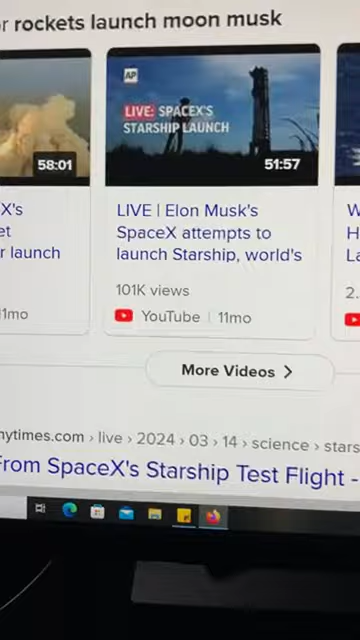 r rockets launch moon musk
58:01
AP
LIVE: SPACEX'S
STARSHIP LAUNCH
51:57
X's
et
r launch
1mo
LIVE | Elon Musk's
SpaceX attempts to
launch Starship, world's
101K views
YouTube | 11mo
W
H
La
2.
More Videos >
nytimes.com › live › 2024 › 03 › 14 › science › stars
From SpaceX's Starship Test Flight -